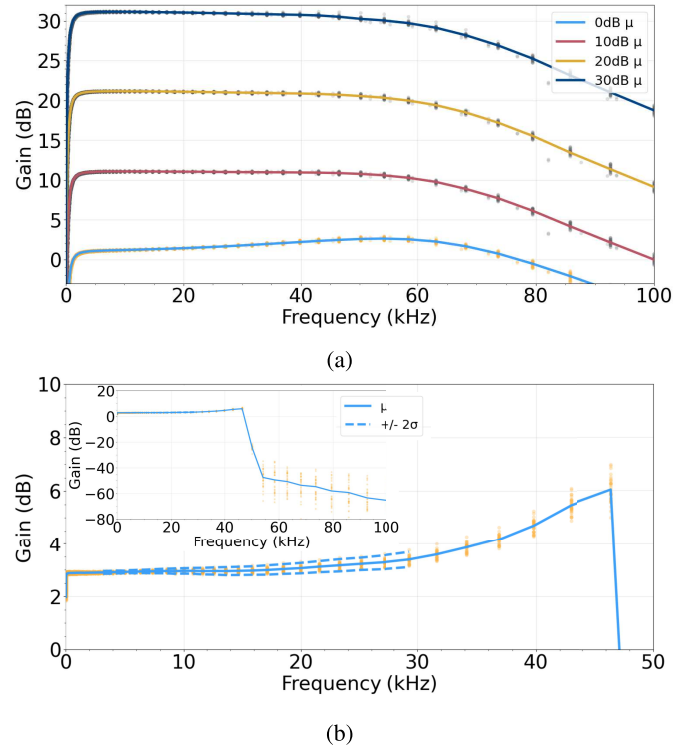 30
25
20
15
10
5
0
Gain (dB)
0dB μ
10dB μ
20dB μ
30dB μ
0 20 40 60 80 100
Frequency (kHz)
(a)
10
8
6
4
2
0
Gain (dB)
20
0
−20
−40
−60
−80
Gain (dB)
μ
+/- 2σ
0 20 40 60 80 100
Frequency (kHz)
0 10 20 30 40 50
Frequency (kHz)
(b)